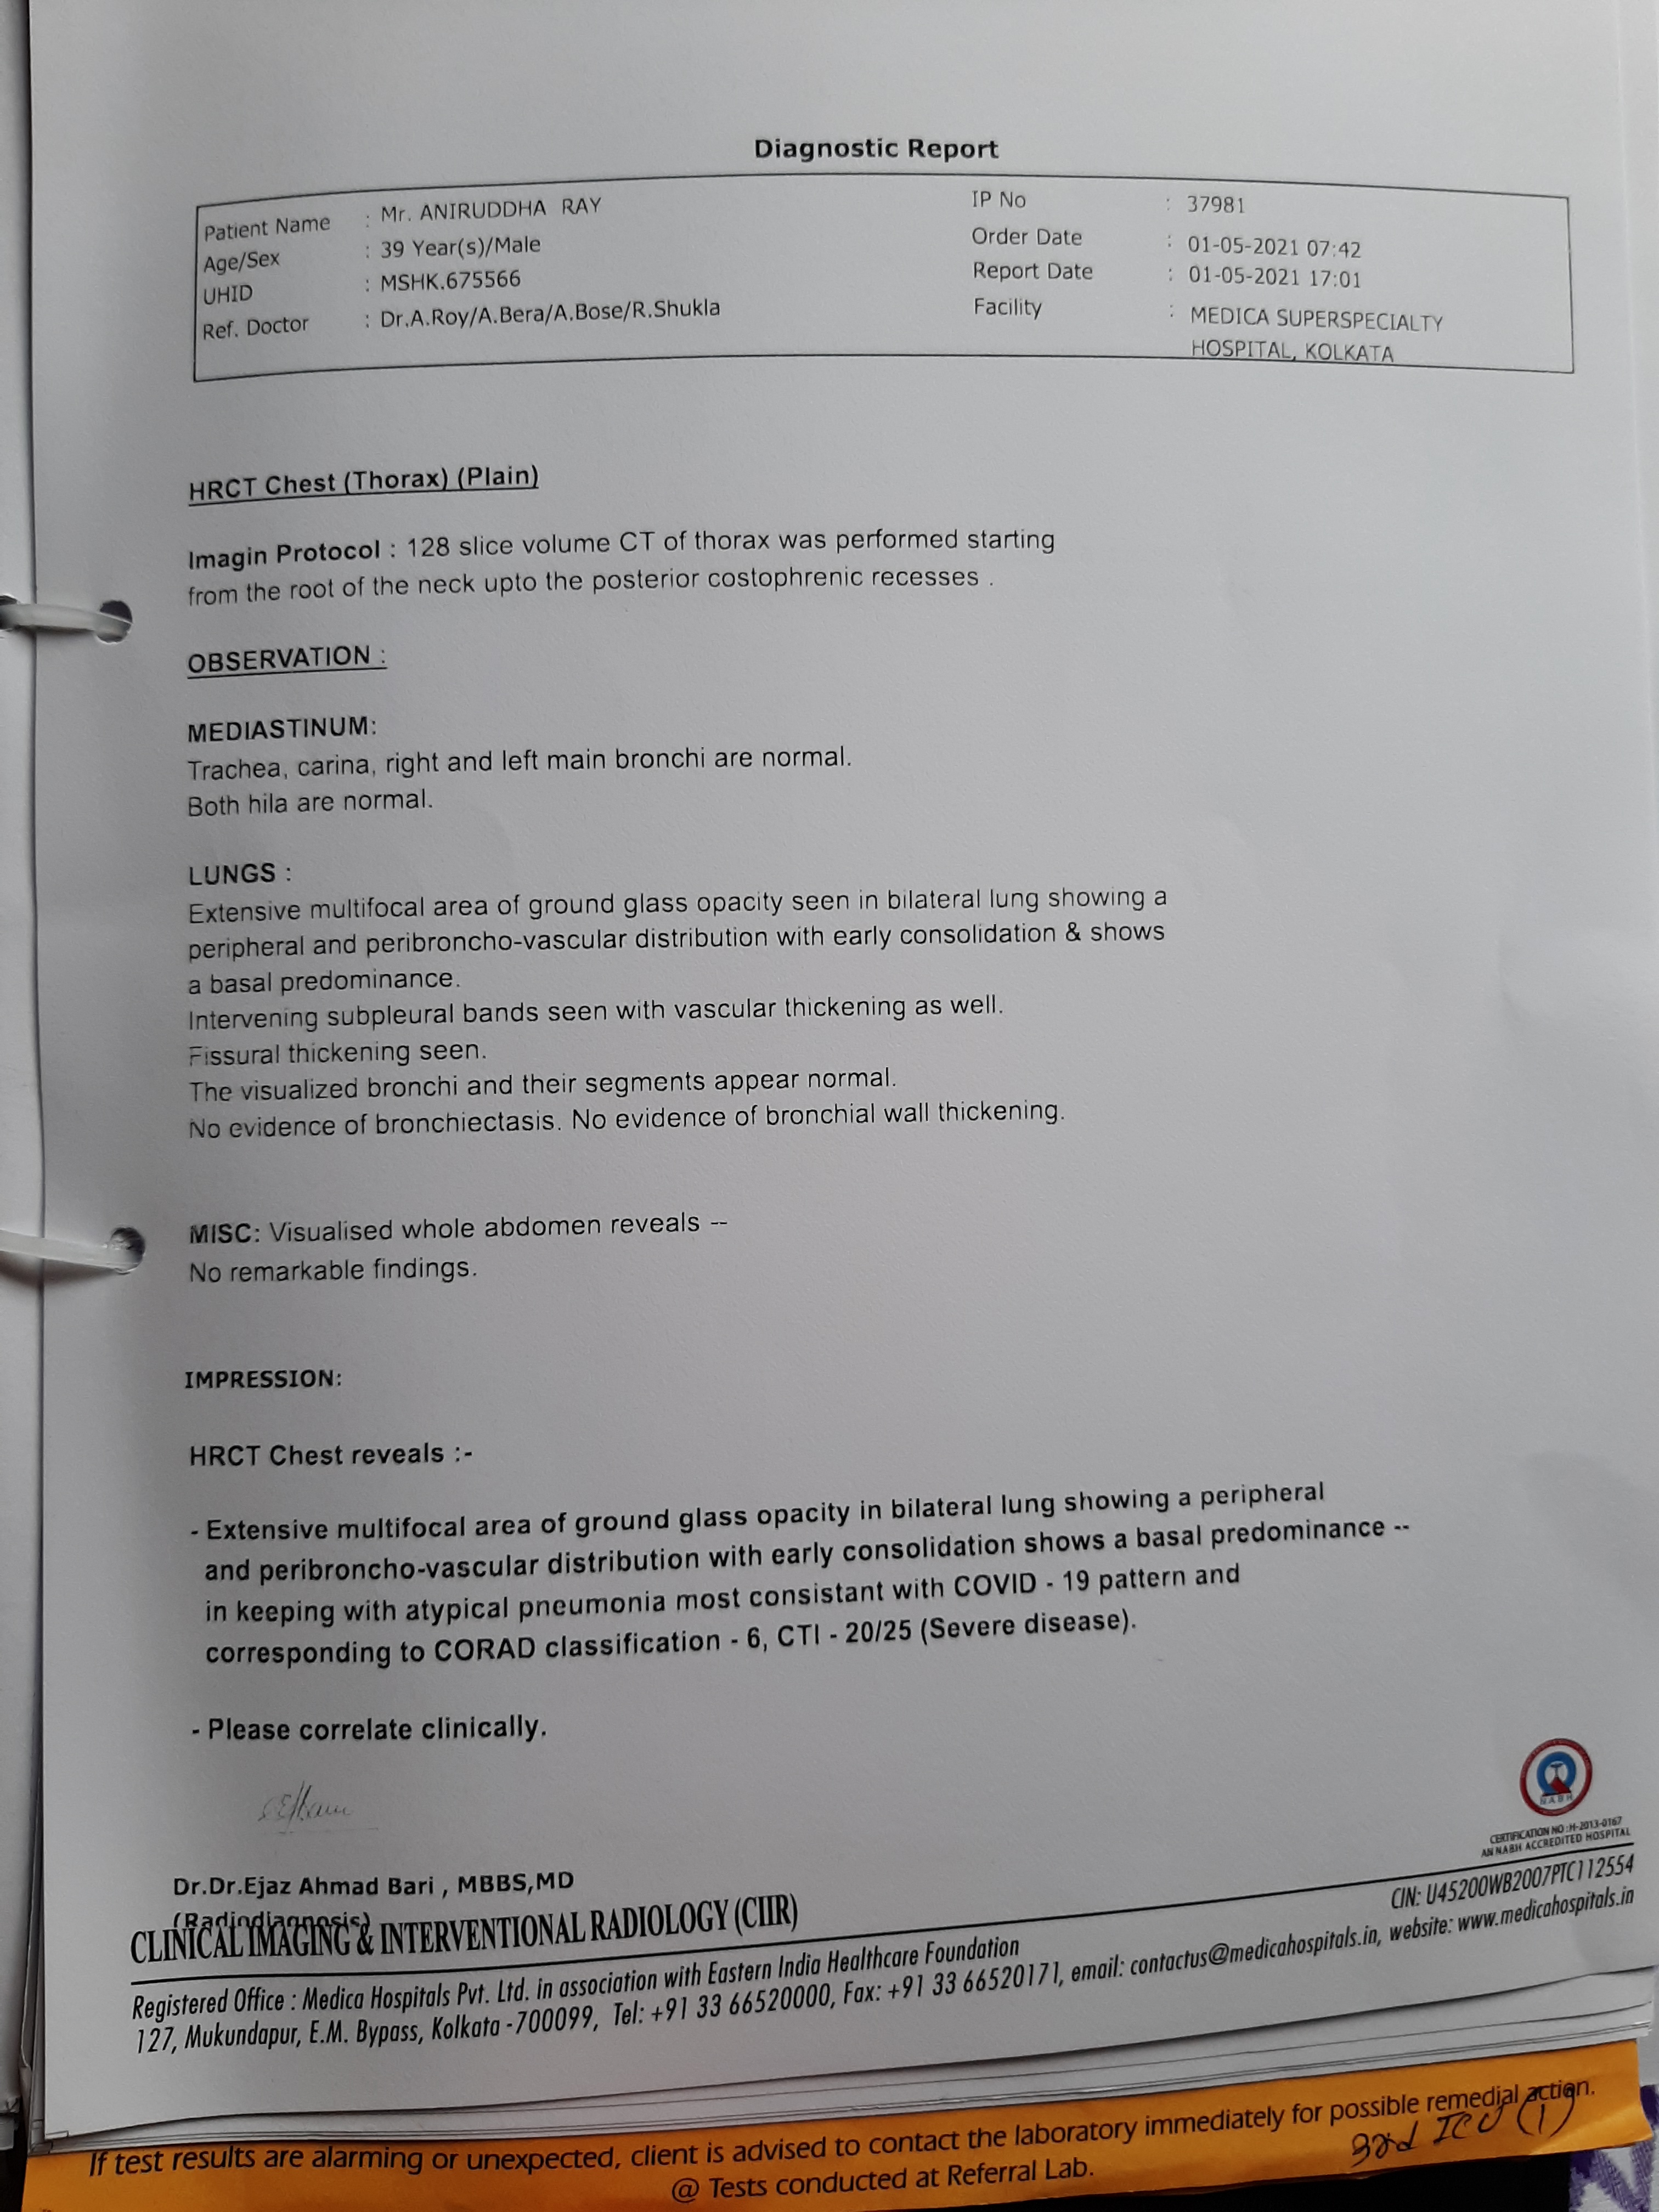 Diagnostic Report
Patient Name : Mr. ANIRUDDHA RAY
Age/Sex : 39 Year(s)/Male
UHID : MSHK.675566
Ref. Doctor : Dr.A.Roy/A.Bera/A.Bose/R.Shukla
IP No : 37981
Order Date : 01-05-2021 07:42
Report Date : 01-05-2021 17:01
Facility : MEDICA SUPERSPECIALTY
HOSPITAL, KOLKATA
HRCT Chest (Thorax) (Plain)
Imagin Protocol : 128 slice volume CT of thorax was performed starting
from the root of the neck upto the posterior costophrenic recesses .
OBSERVATION :
MEDIASTINUM:
Trachea, carina, right and left main bronchi are normal.
Both hila are normal.
LUNGS :
Extensive multifocal area of ground glass opacity seen in bilateral lung showing a
peripheral and peribroncho-vascular distribution with early consolidation & shows
a basal predominance.
Intervening subpleural bands seen with vascular thickening as well.
Fissural thickening seen.
The visualized bronchi and their segments appear normal.
No evidence of bronchiectasis. No evidence of bronchial wall thickening.
MISC: Visualised whole abdomen reveals --
No remarkable findings.
IMPRESSION:
HRCT Chest reveals :-
- Extensive multifocal area of ground glass opacity in bilateral lung showing a peripheral
and peribroncho-vascular distribution with early consolidation shows a basal predominance --
in keeping with atypical pneumonia most consistant with COVID - 19 pattern and
corresponding to CORAD classification - 6, CTI - 20/25 (Severe disease).
- Please correlate clinically.
NABH
CERTIFICATION NO :H-2013-0167
AN NABH ACCREDITED HOSPITAL
Dr.Dr.Ejaz Ahmad Bari , MBBS,MD
(Radiodiagnosis)
CLINICAL IMAGING & INTERVENTIONAL RADIOLOGY (CIIR)
CIN: U45200WB2007PTC112554
Registered Office : Medica Hospitals Pvt. Ltd. in association with Eastern India Healthcare Foundation
127, Mukundapur, E.M. Bypass, Kolkata -700099, Tel: +91 33 66520000, Fax: +91 33 66520171, email: contactus@medicahospitals.in, website: www.medicahospitals.in
If test results are alarming or unexpected, client is advised to contact the laboratory immediately for possible remedial action.
@ Tests conducted at Referral Lab.
3rd ICU (1)